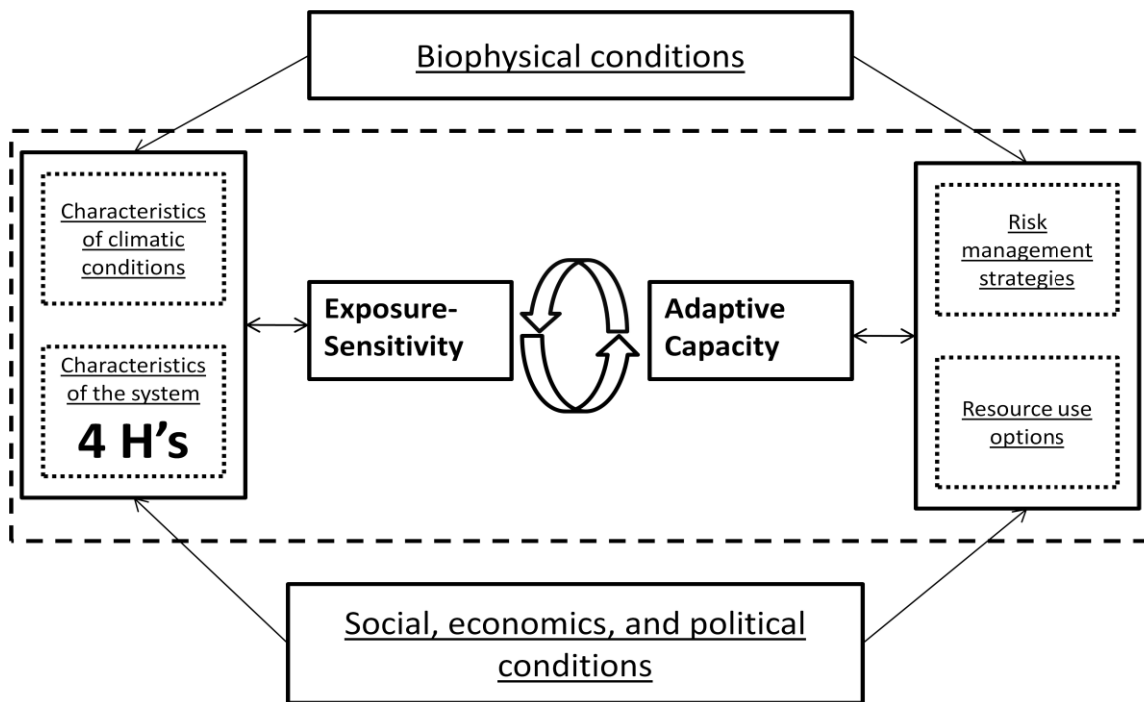 Biophysical conditions
Characteristics
of climatic
conditions
Characteristics
of the system
4 H's
Exposure-
Sensitivity
Adaptive
Capacity
Risk
management
strategies
Resource use
options
Social, economics, and political
conditions